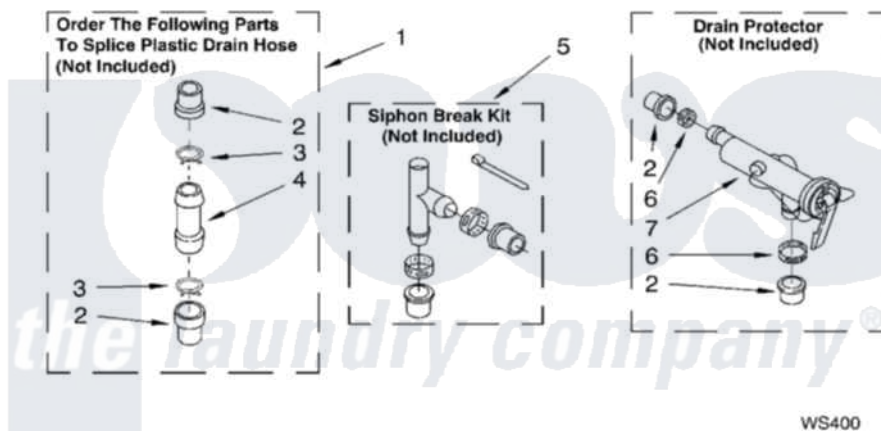 Order The Following Parts
To Splice Plastic Drain Hose
(Not Included)
1
2
3
4
3
2
5
Siphon Break Kit
(Not Included)
Drain Protector
(Not Included)
2
6
7
6
2
the laundry company®
WS400